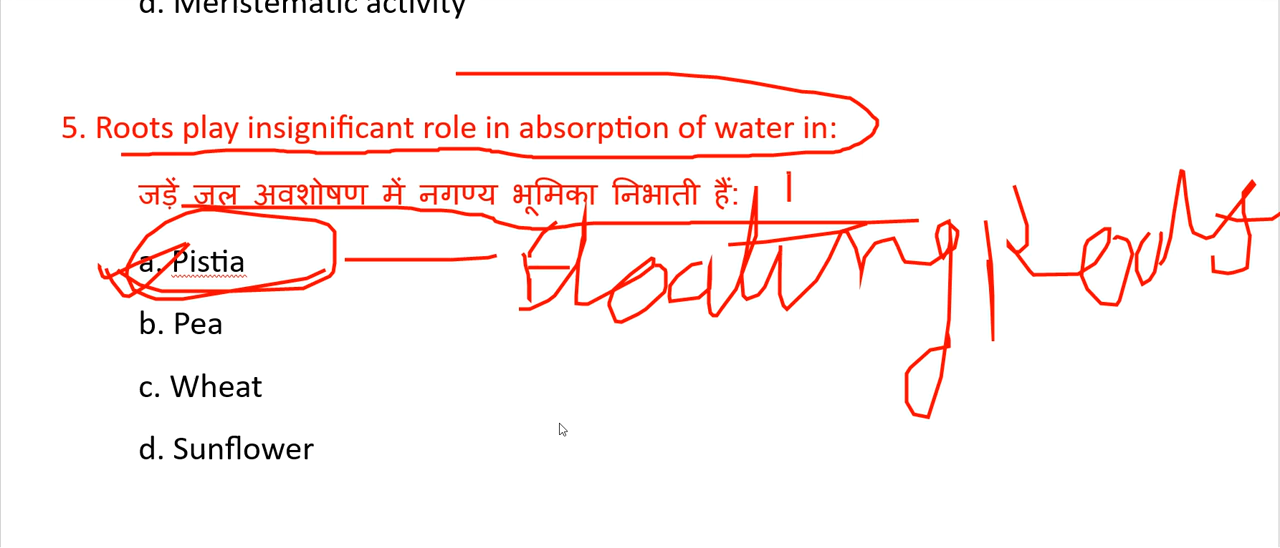 d. Meristematic activity
5. Roots play insignificant role in absorption of water in:
जड़ें जल अवशोषण में नगण्य भूमिका निभाती हैं:
a. Pistia
Floating Roots
b. Pea
c. Wheat
d. Sunflower